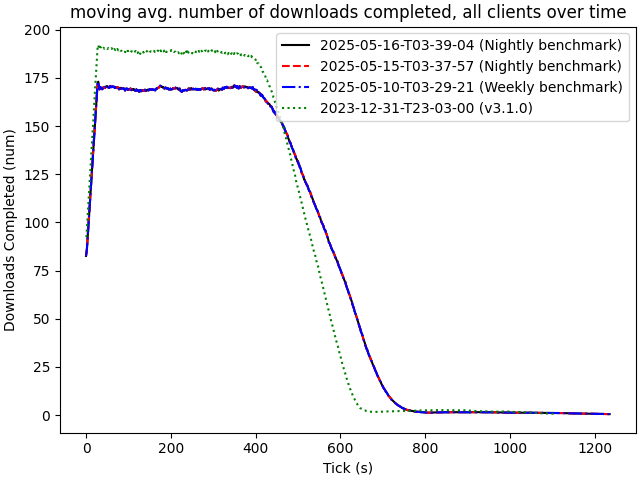 moving avg. number of downloads completed, all clients over time
2025-05-16-T03-39-04 (Nightly benchmark)
2025-05-15-T03-37-57 (Nightly benchmark)
2025-05-10-T03-29-21 (Weekly benchmark)
2023-12-31-T23-03-00 (v3.1.0)
Downloads Completed (num)
200
175
150
125
100
75
50
25
0
0 200 400 600 800 1000 1200
Tick (s)